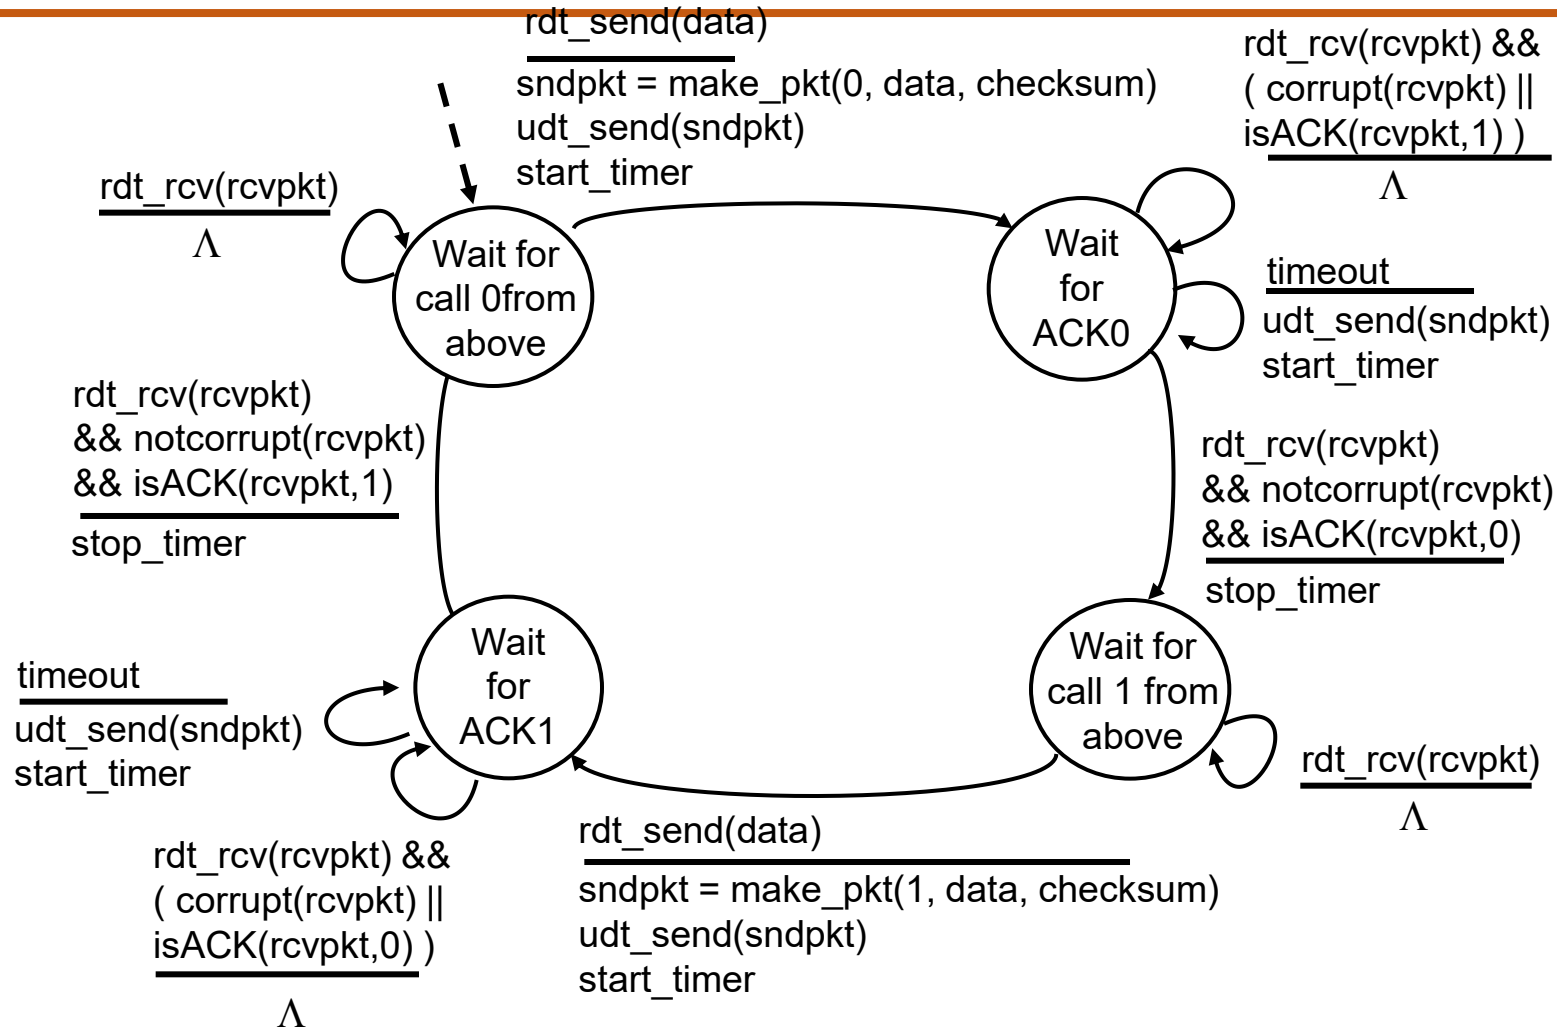 rdt_send(data)
sndpkt = make_pkt(0, data, checksum)
udt_send(sndpkt)
start_timer
rdt_rcv(rcvpkt) &&
( corrupt(rcvpkt) ||
isACK(rcvpkt,1) )
Λ
rdt_rcv(rcvpkt)
Λ
Wait for
call 0from
above
Wait
for
ACK0
timeout
udt_send(sndpkt)
start_timer
rdt_rcv(rcvpkt)
&& notcorrupt(rcvpkt)
&& isACK(rcvpkt,1)
stop_timer
rdt_rcv(rcvpkt)
&& notcorrupt(rcvpkt)
&& isACK(rcvpkt,0)
stop_timer
Wait
for
ACK1
Wait for
call 1 from
above
timeout
udt_send(sndpkt)
start_timer
rdt_rcv(rcvpkt)
Λ
rdt_rcv(rcvpkt) &&
( corrupt(rcvpkt) ||
isACK(rcvpkt,0) )
Λ
rdt_send(data)
sndpkt = make_pkt(1, data, checksum)
udt_send(sndpkt)
start_timer